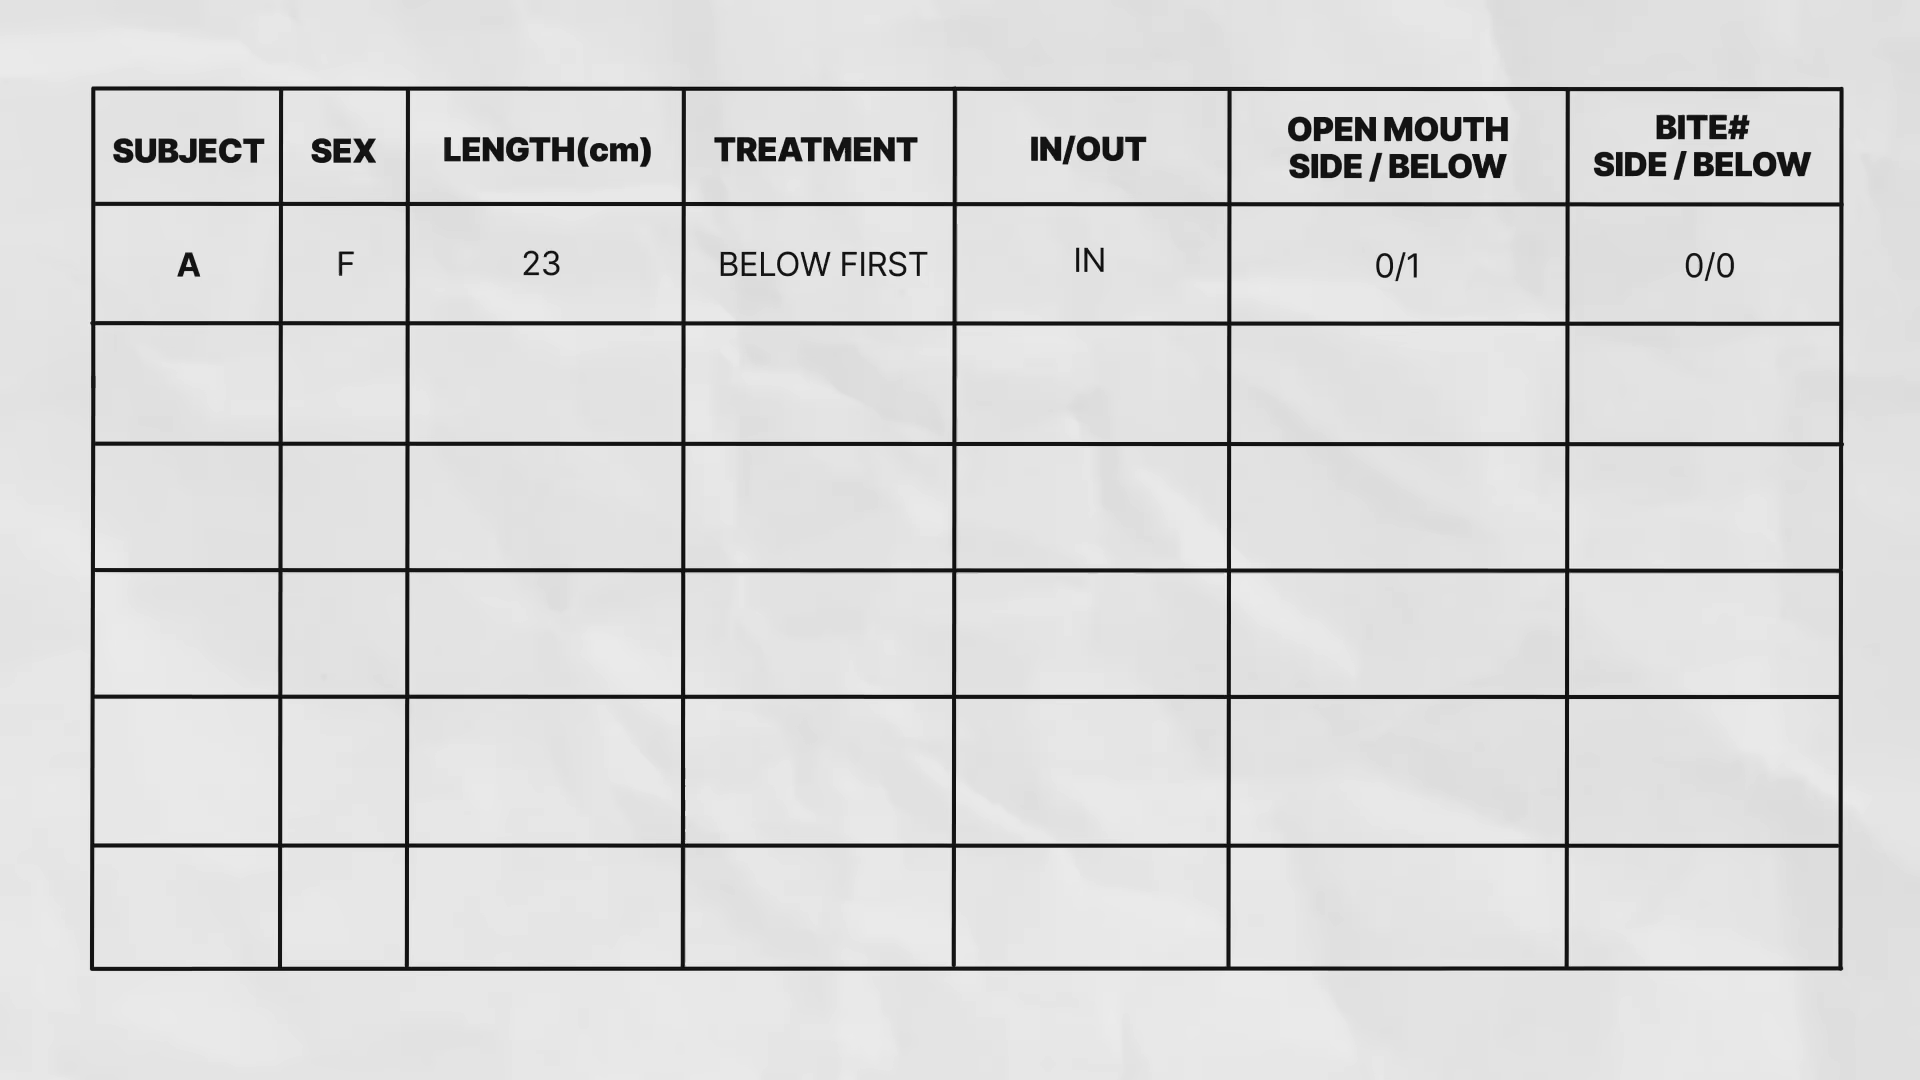 SUBJECT
SEX
LENGTH(cm)
TREATMENT
IN/OUT
OPEN MOUTH
SIDE / BELOW
BITE#
SIDE / BELOW
A
F
23
BELOW FIRST
IN
0/1
0/0